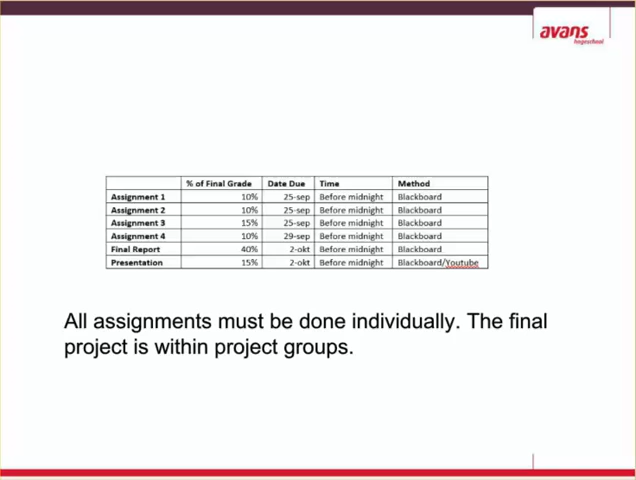 avans
hogeschool
% of Final Grade Date Due Time Method
Assignment 1 10% 25-sep Before midnight Blackboard
Assignment 2 10% 25-sep Before midnight Blackboard
Assignment 3 15% 25-sep Before midnight Blackboard
Assignment 4 10% 29-sep Before midnight Blackboard
Final Report 40% 2-okt Before midnight Blackboard
Presentation 15% 2-okt Before midnight Blackboard/Youtube
All assignments must be done individually. The final
project is within project groups.